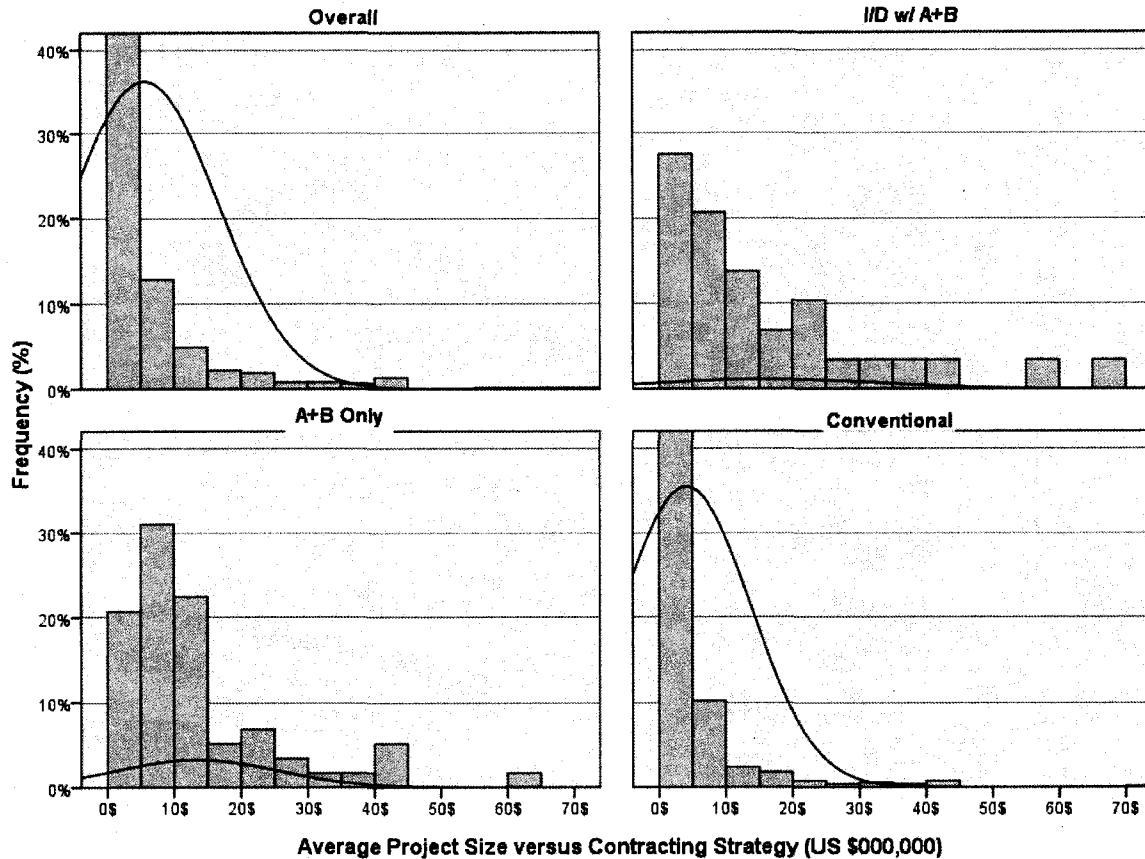 Overall
I/D w/ A+B
40%
30%
20%
10%
0%
A+B Only
Conventional
40%
30%
20%
10%
0%
0$ 10$ 20$ 30$ 40$ 50$ 60$ 70$
0$ 10$ 20$ 30$ 40$ 50$ 60$ 70$
Frequency (%)
Average Project Size versus Contracting Strategy (US $000,000)